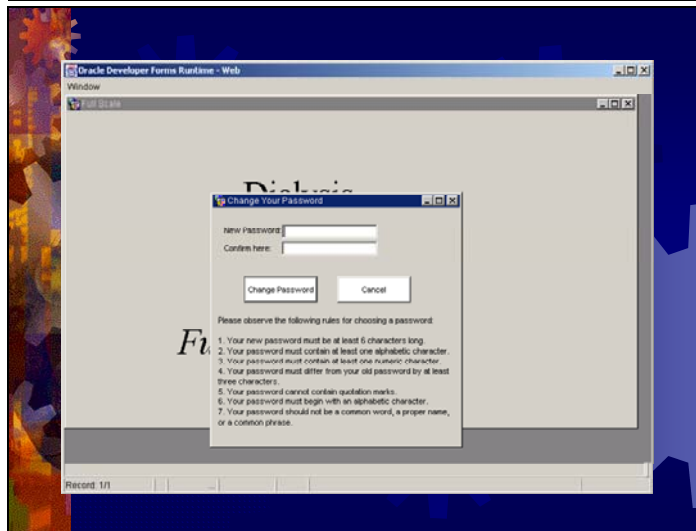 Oracle Developer Forms Runtime - Web
Window
Full Scale
Dialysis
Change Your Password
New Password:
Confirm here:
Change Password
Cancel
Please observe the following rules for choosing a password:
1. Your new password must be at least 6 characters long.
2. Your password must contain at least one alphabetic character.
3. Your password must contain at least one numeric character.
4. Your password must differ from your old password by at least
three characters.
5. Your password cannot contain quotation marks.
6. Your password must begin with an alphabetic character.
7. Your password should not be a common word, a proper name,
or a common phrase.
Record: 1/1